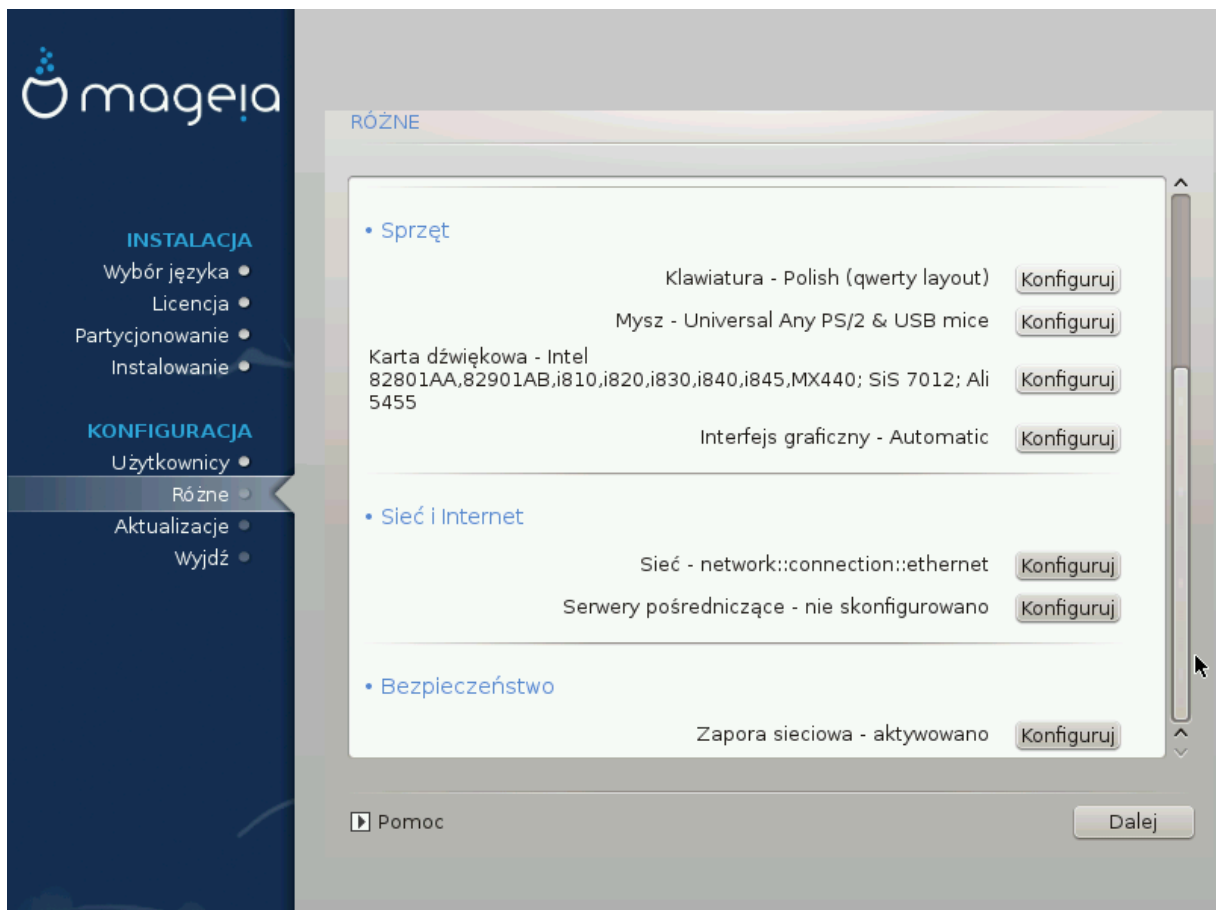 mageia
INSTALACJA
Wybór języka
Licencja
Partycjonowanie
Instalowanie
KONFIGURACJA
Użytkownicy
Różne
Aktualizacje
Wyjdź
RÓŻNE
• Sprzęt
Klawiatura - Polish (qwerty layout) Konfiguruj
Mysz - Universal Any PS/2 & USB mice Konfiguruj
Karta dźwiękowa - Intel
82801AA,82901AB,i810,i820,i830,i840,i845,MX440; SiS 7012; Ali Konfiguruj
5455
Interfejs graficzny - Automatic Konfiguruj
• Sieć i Internet
Sieć - network::connection::ethernet Konfiguruj
Serwery pośredniczące - nie skonfigurowano Konfiguruj
• Bezpieczeństwo
Zapora sieciowa - aktywowano Konfiguruj
Pomoc
Dalej